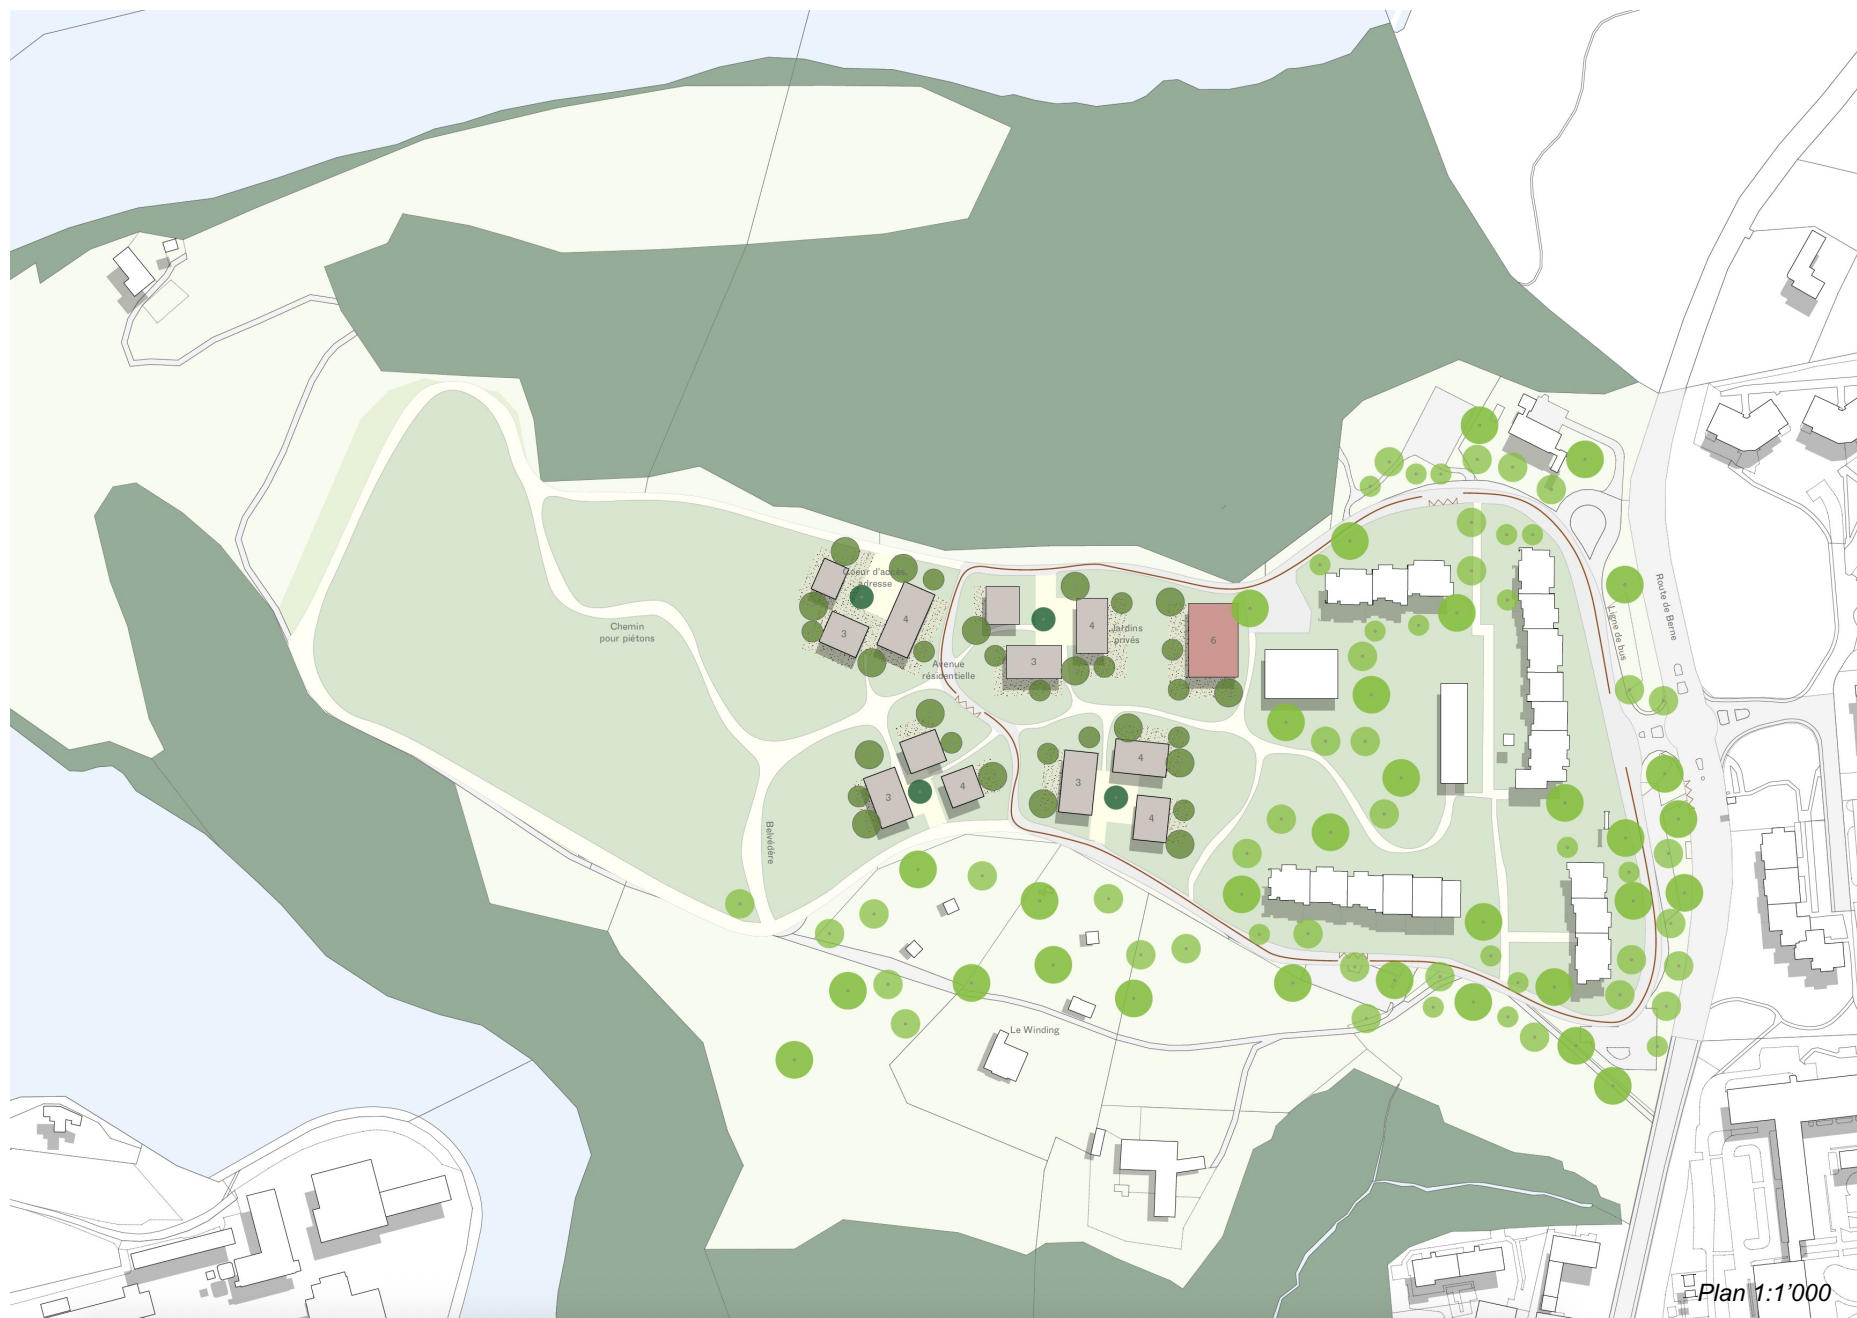 Coeur d'accès,
adresse
4
3
Chemin
pour piétons
4
Jardins
privés
3
6
Avenue
résidentielle
Route de Berne
Ligne de bus
3
4
3
4
4
Belvédère
Le Winding
Plan 1:1'000